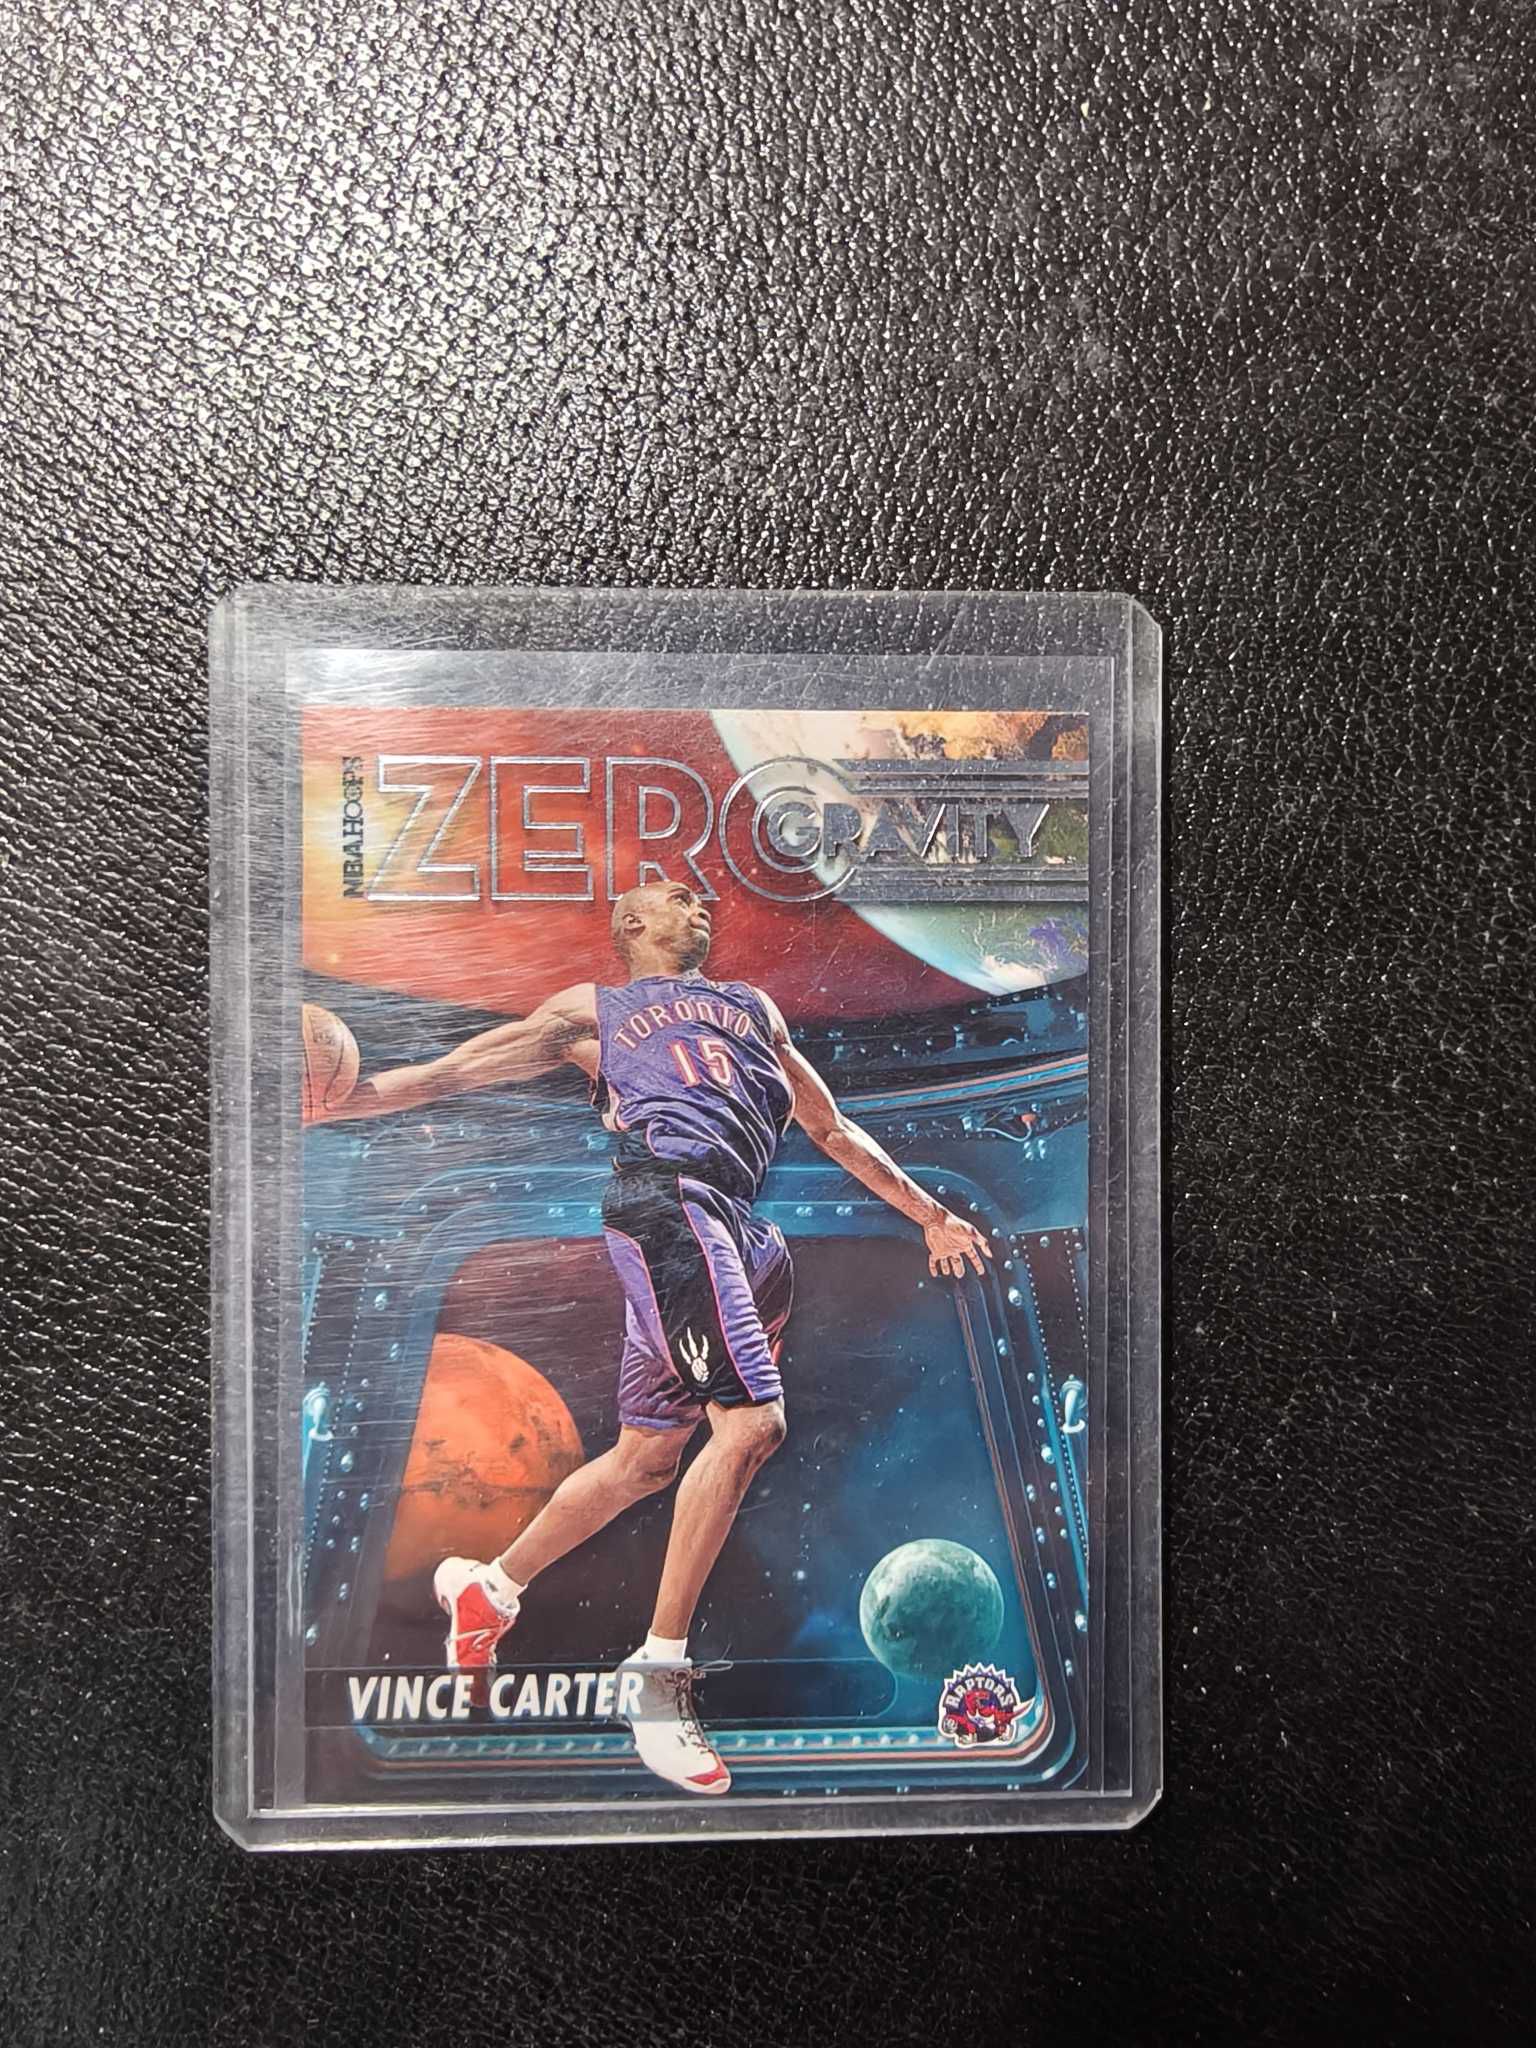 NBA HOOPS
ZERO
GRAVITY
TORONTO
15
VINCE CARTER
RAPTORS